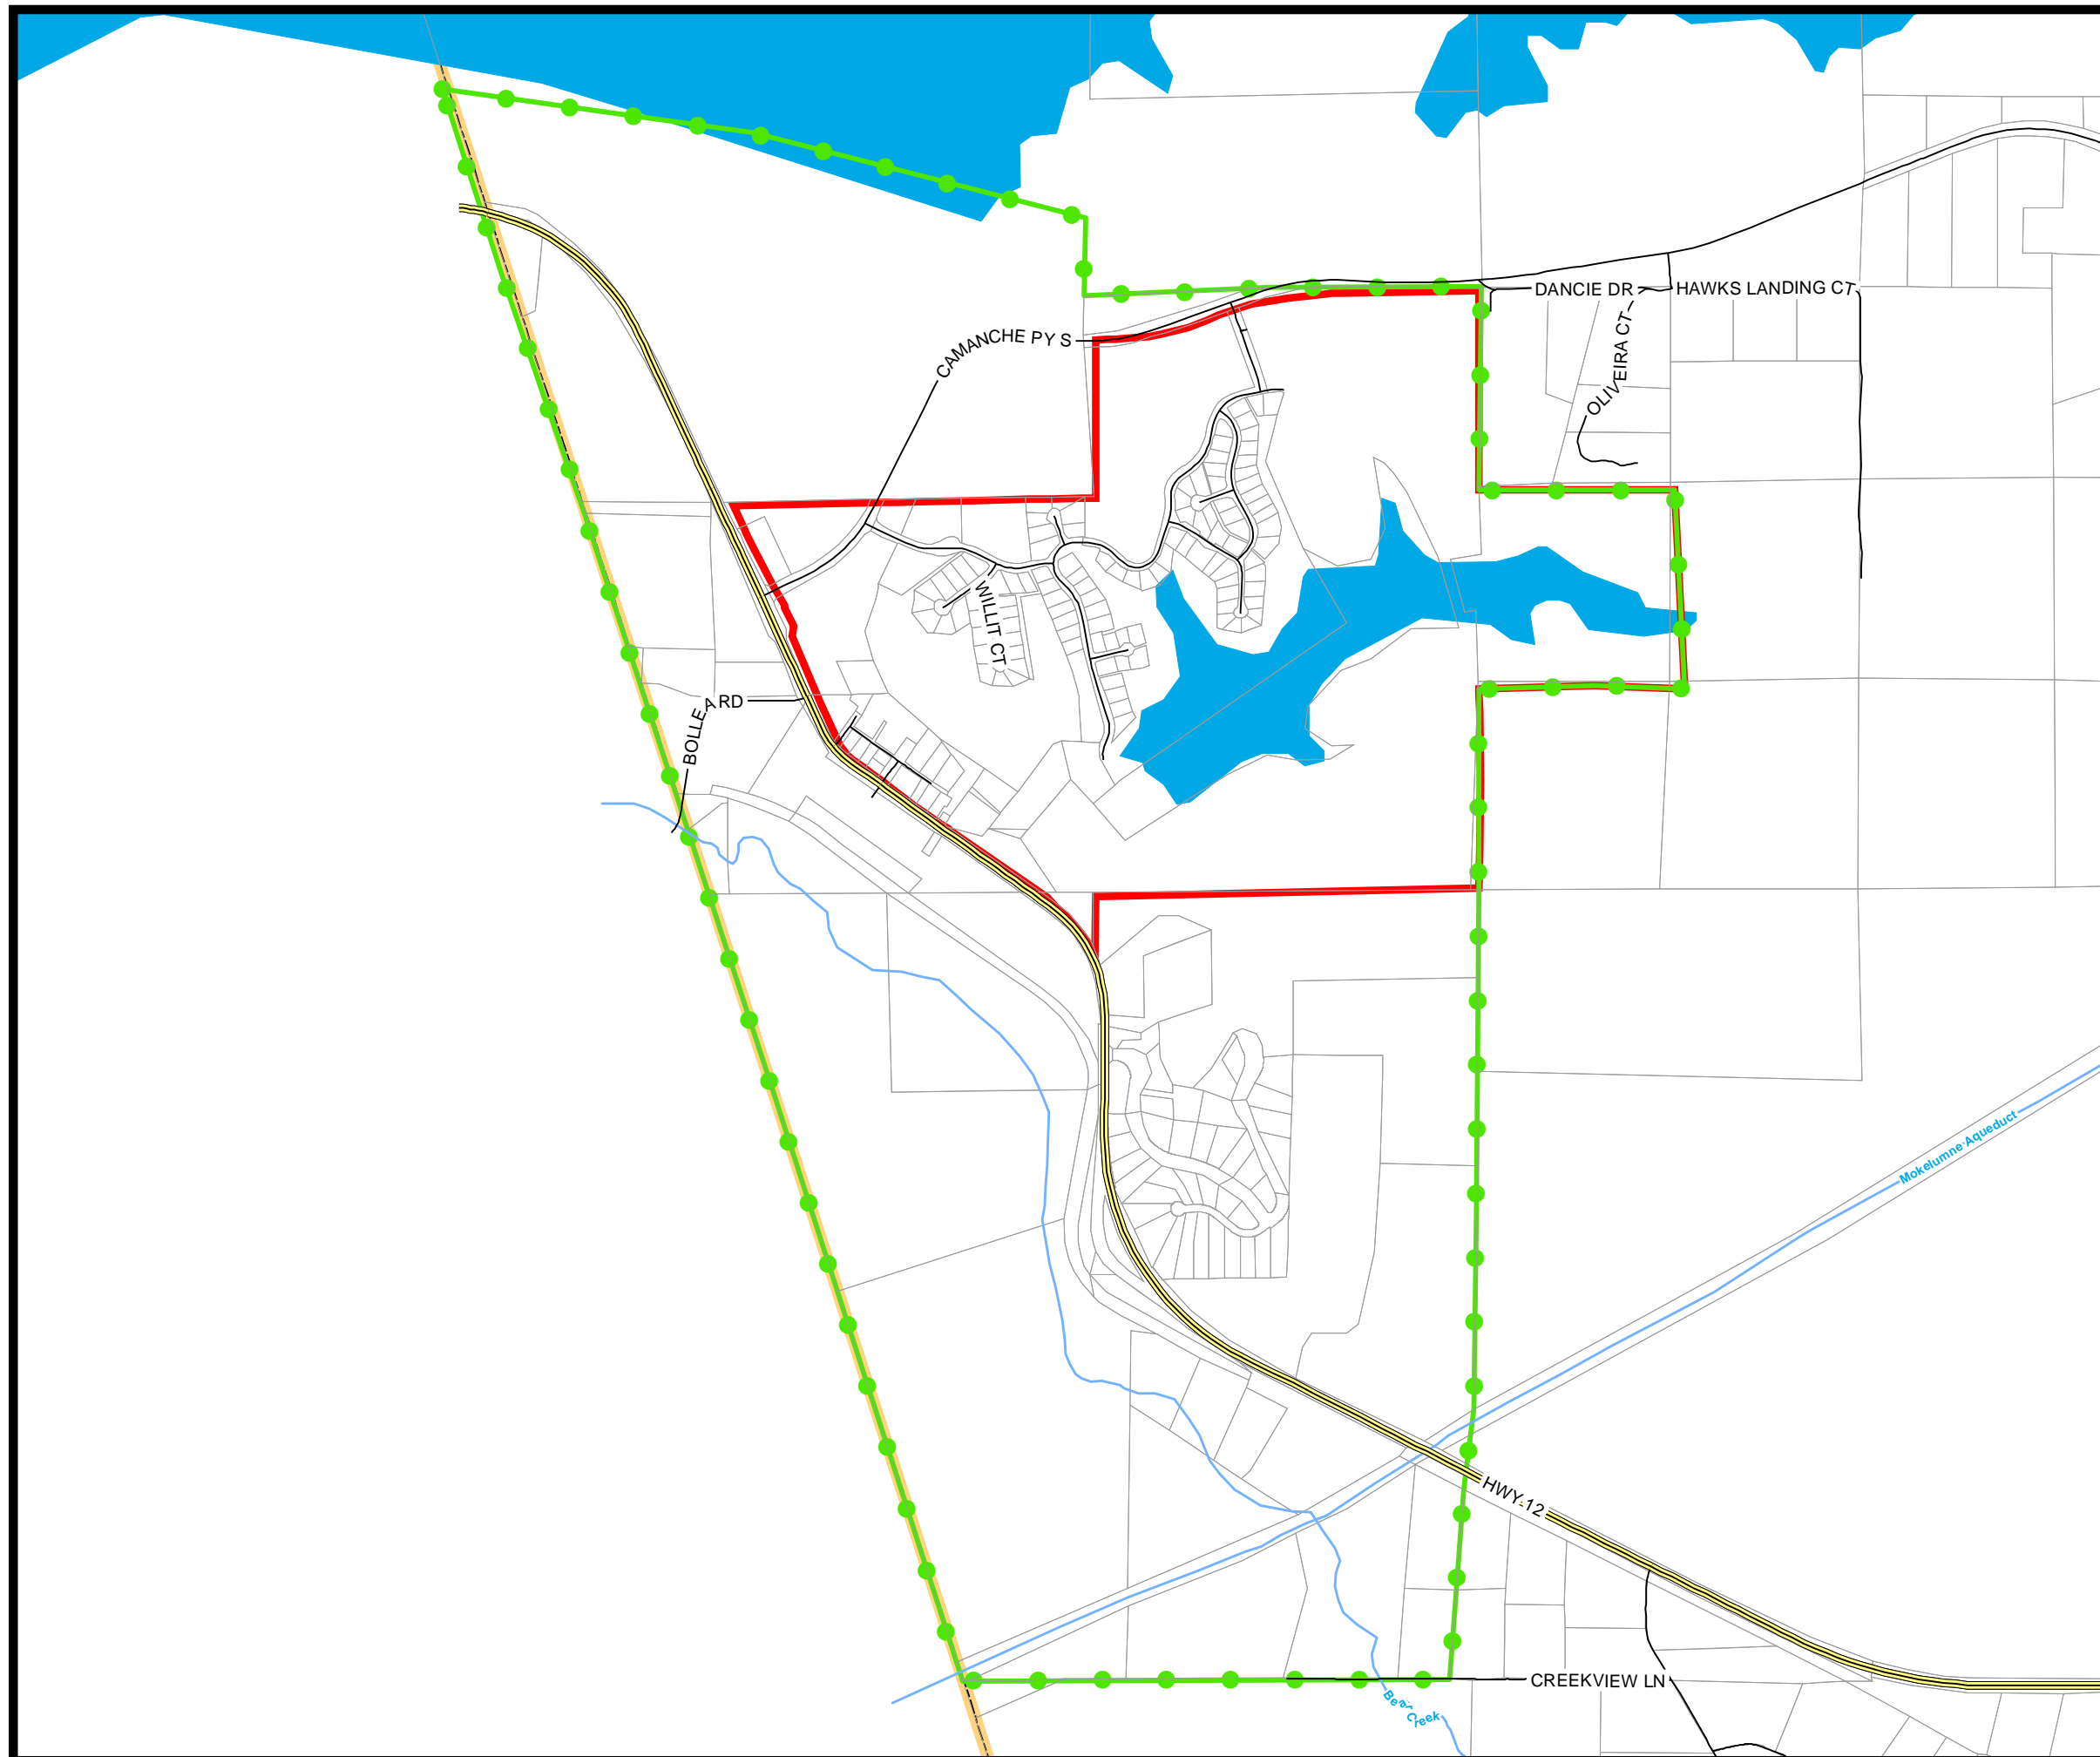 DANCIE DR
HAWKS LANDING CT
CAMANCHE PY S
OLIVEIRA CT
WILLIT CT
BOLLEA RD
Mokelumne Aqueduct
HWY 12
CREEKVIEW LN
Bear Creek